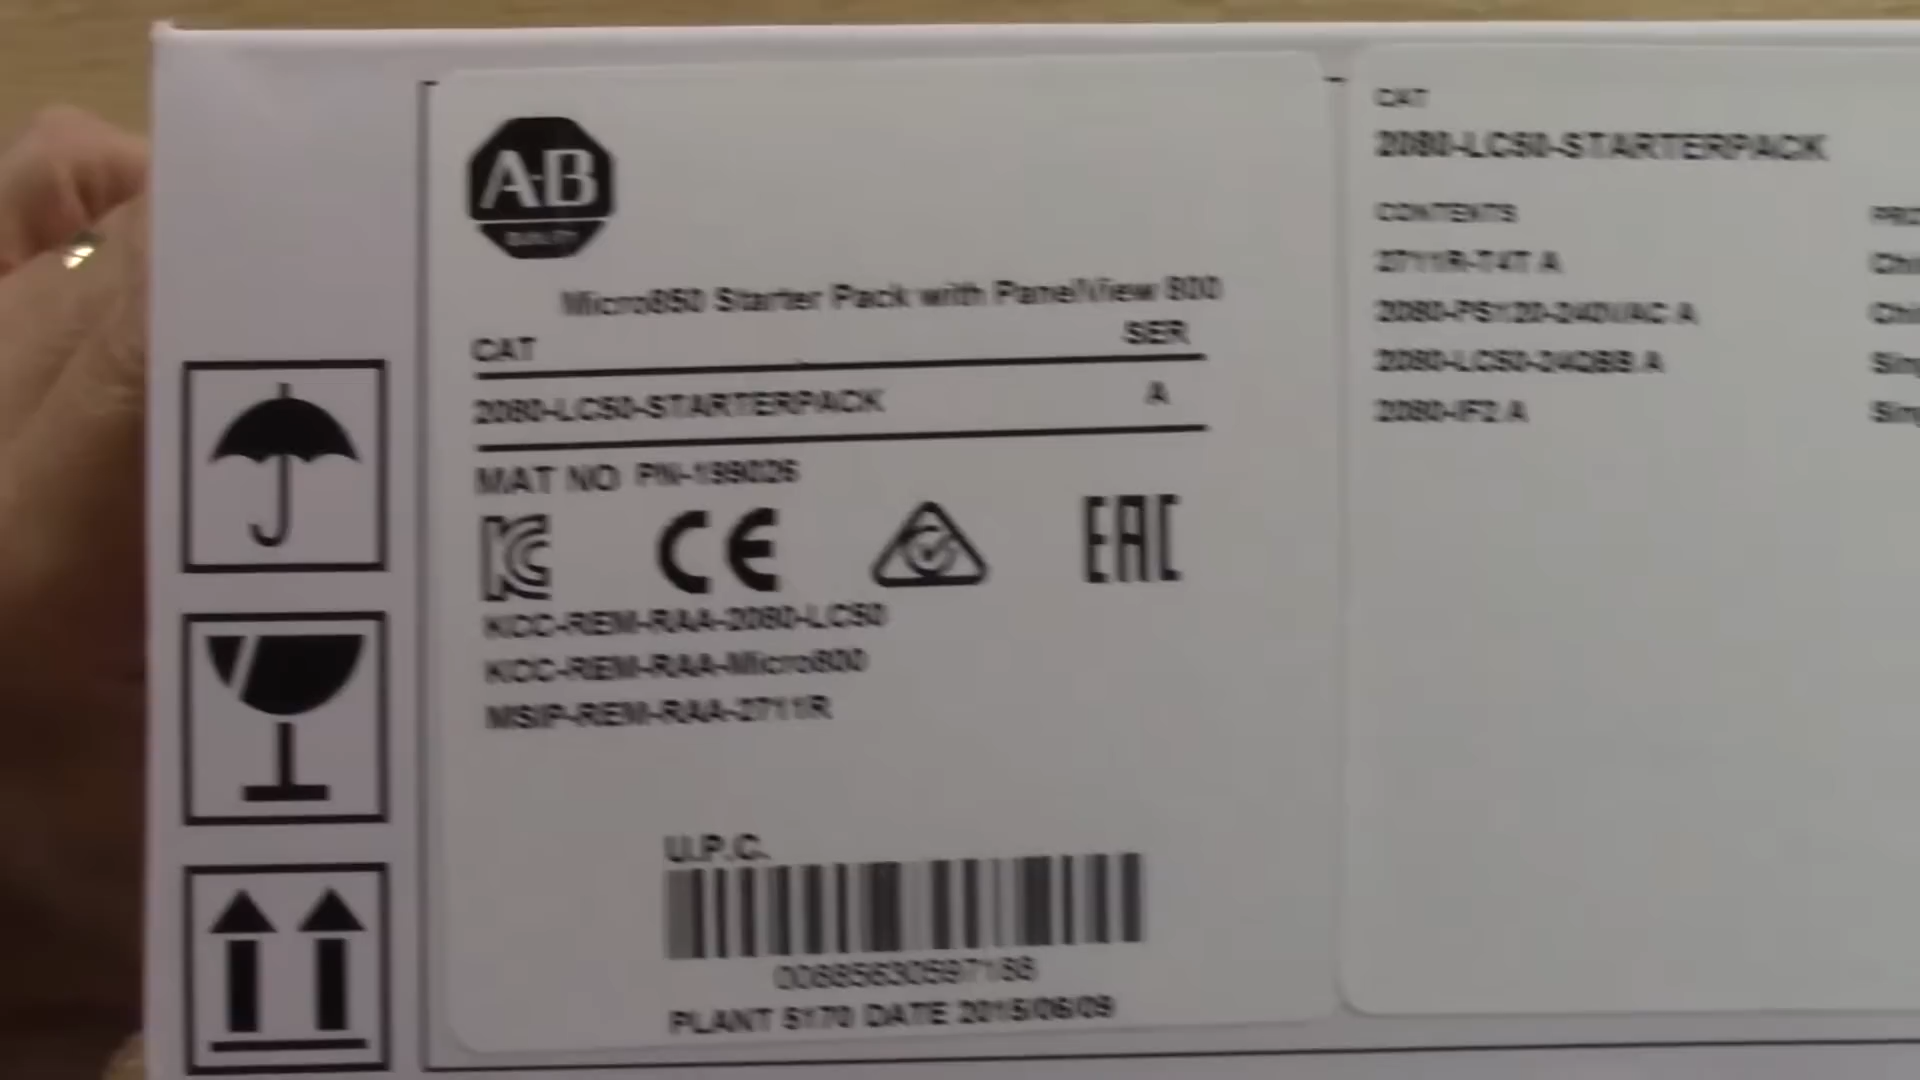 A-B
QUALITY
Micro850 Starter Pack with PanelView 800
CAT SER
2080-LC50-STARTERPACK A
MAT NO PN-199026
KC CE EAC
KCC-REM-RAA-2080-LC50
KCC-REM-RAA-Micro800
MSIP-REM-RAA-2711R
U.P.C.
00885630597188
PLANT 5170 DATE 2015/06/09
CAT
2080-LC50-STARTERPACK
CONTENTS
2711R-T4T A
2080-PS120-240VAC A
2080-LC50-24QBB A
2080-IF2 A